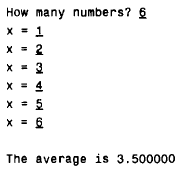 How many numbers? 6
x = 1
x = 2
x = 3
x = 4
x = 5
x = 6
The average is 3.500000